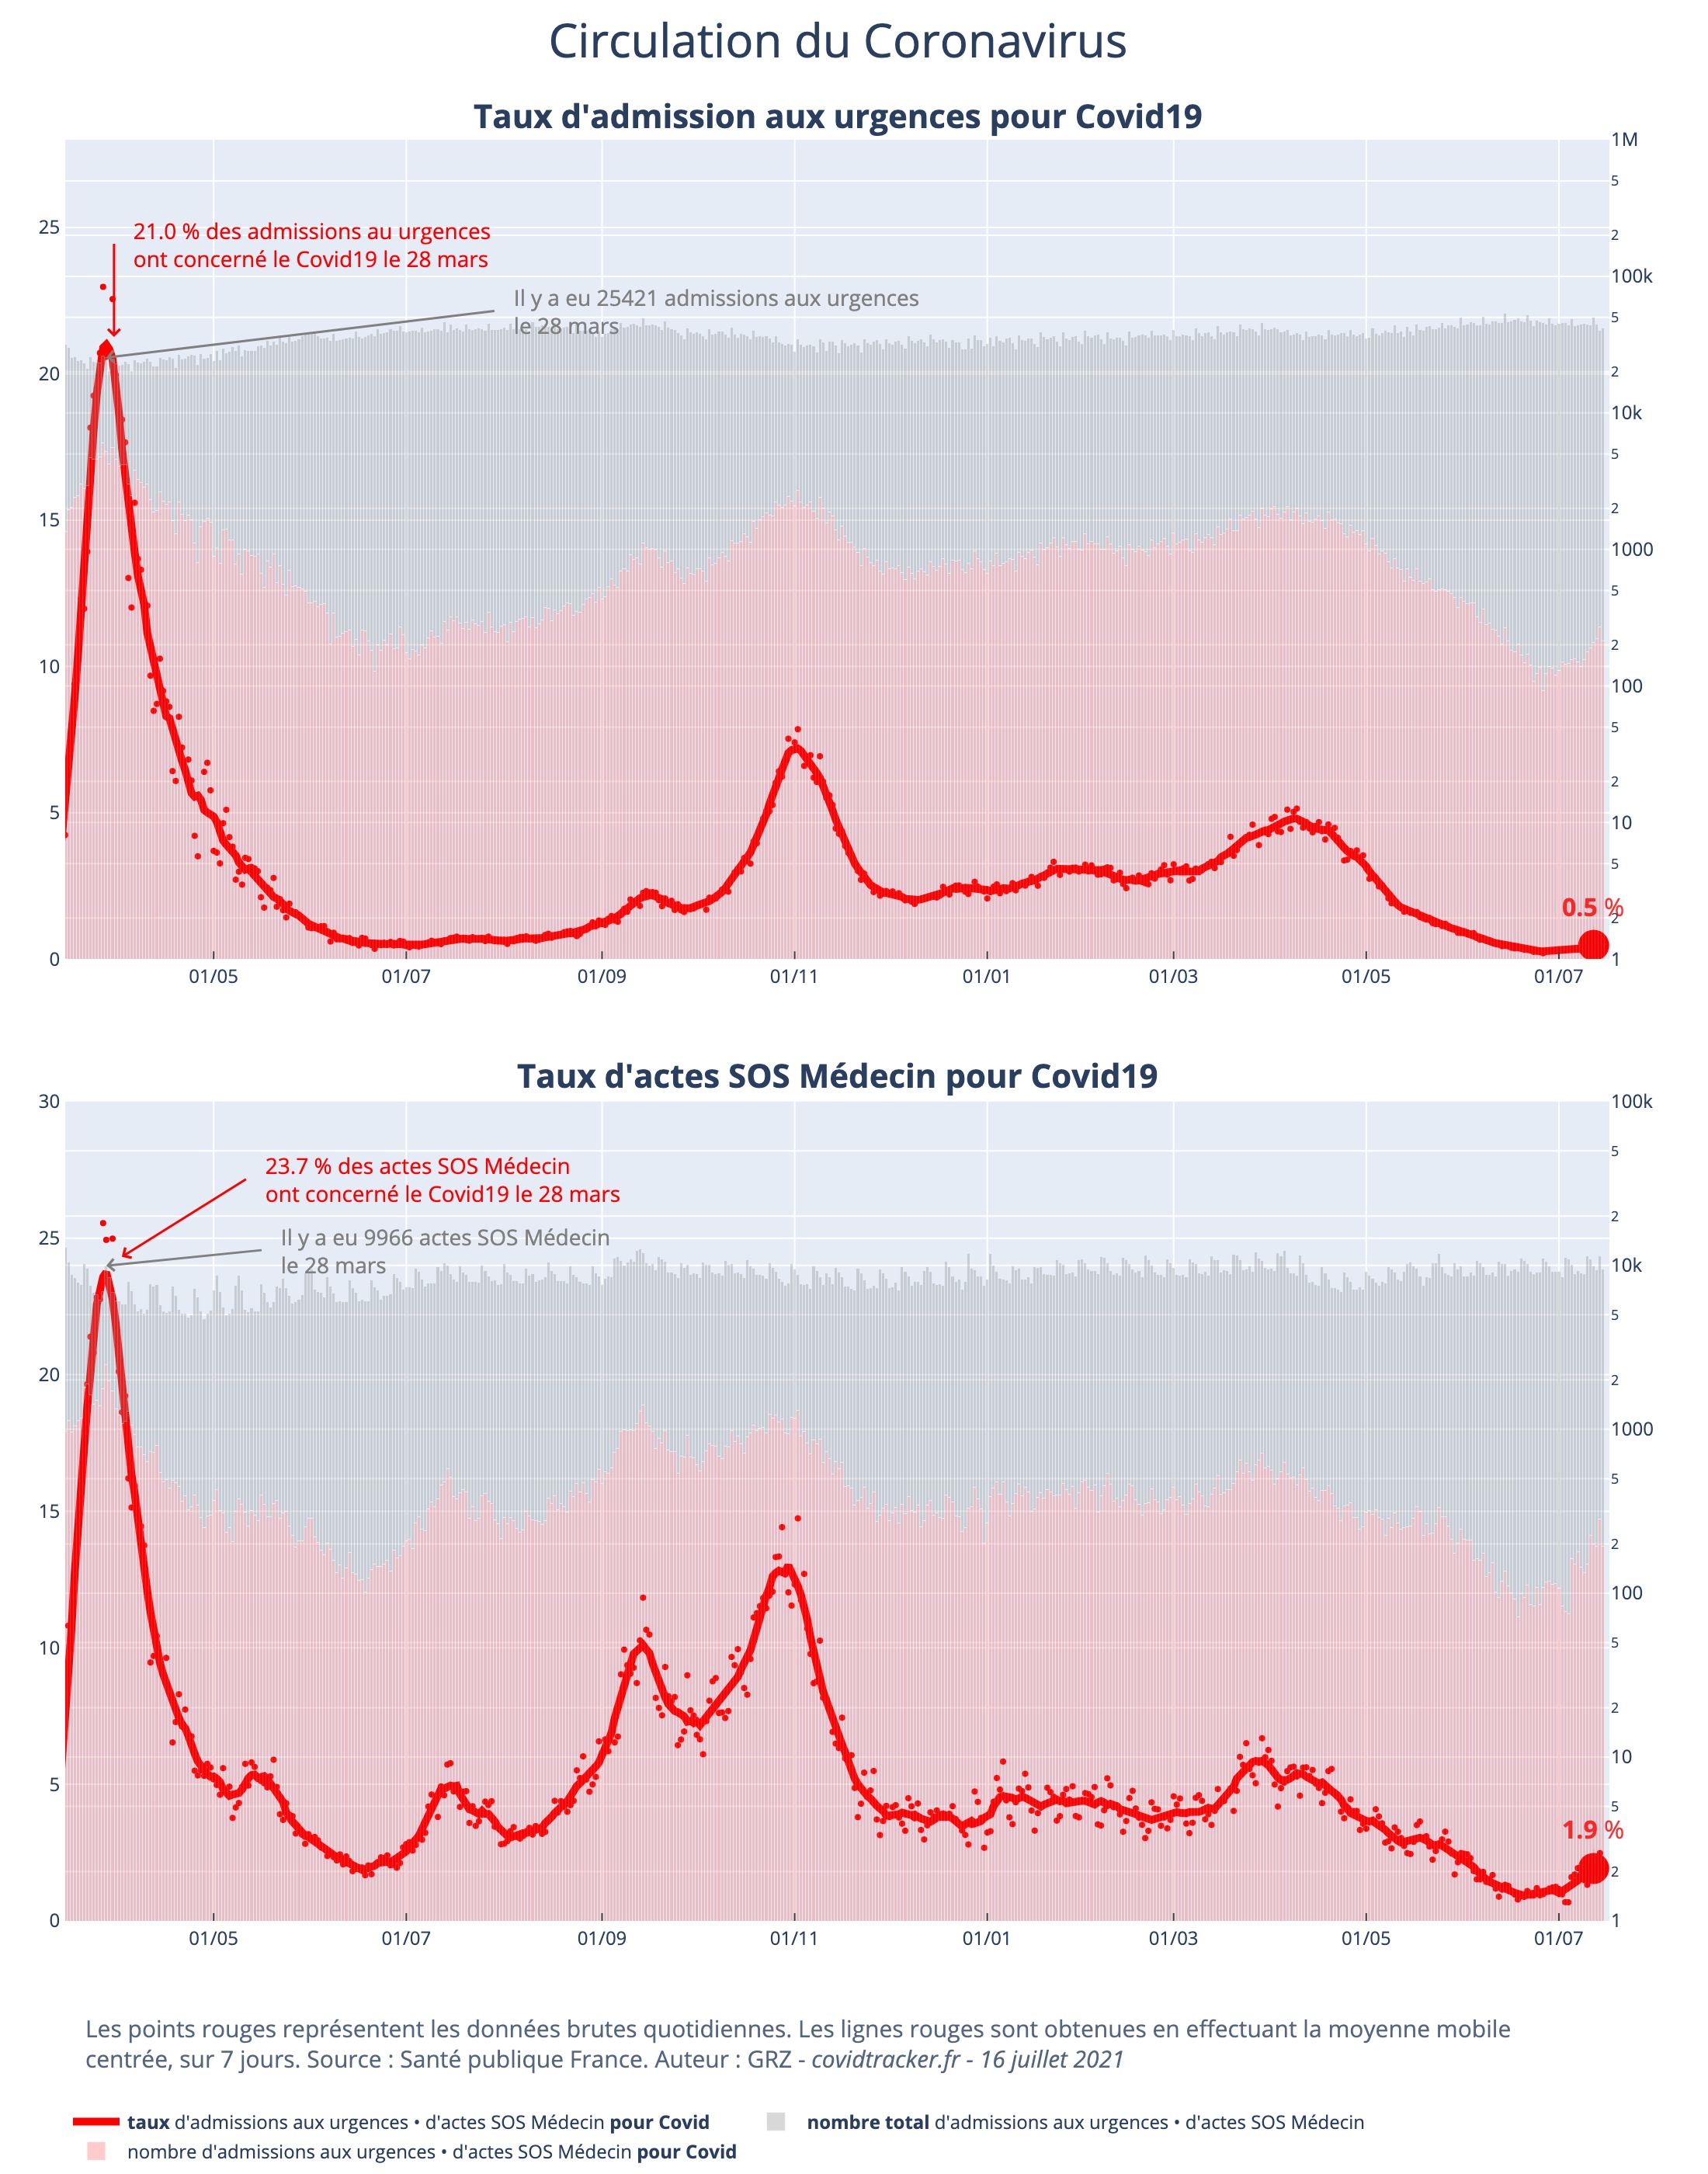 Circulation du Coronavirus
Taux d'admission aux urgences pour Covid19
1M
5
25
2
21.0 % des admissions au urgences
ont concerné le Covid19 le 28 mars
100k
Il y a eu 25421 admissions aux urgences
le 28 mars
5
20
2
10k
5
15
2
1000
5
10
2
100
5
5
2
10
5
0.5 %
2
0
1
01/05 01/07 01/09 01/11 01/01 01/03 01/05 01/07
Taux d'actes SOS Médecin pour Covid19
30
100k
5
23.7 % des actes SOS Médecin
ont concerné le Covid19 le 28 mars
2
25
Il y a eu 9966 actes SOS Médecin
le 28 mars
10k
5
20
2
1000
5
15
2
100
10
5
2
5
10
5
1.9 %
2
0
1
01/05 01/07 01/09 01/11 01/01 01/03 01/05 01/07
Les points rouges représentent les données brutes quotidiennes. Les lignes rouges sont obtenues en effectuant la moyenne mobile
centrée, sur 7 jours. Source : Santé publique France. Auteur : GRZ - covidtracker.fr - 16 juillet 2021
taux d'admissions aux urgences • d'actes SOS Médecin pour Covid
nombre total d'admissions aux urgences • d'actes SOS Médecin
nombre d'admissions aux urgences • d'actes SOS Médecin pour Covid